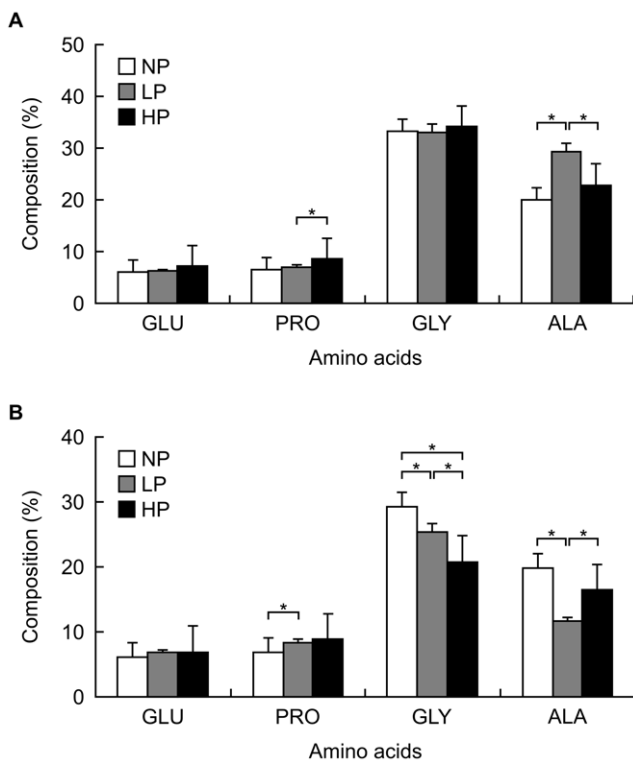 A
Composition (%)
50
40
30
20
10
0
NP
LP
HP
*
* *
GLU PRO GLY ALA
Amino acids
B
Composition (%)
40
30
20
10
0
NP
LP
HP
*
*
* *
* *
GLU PRO GLY ALA
Amino acids